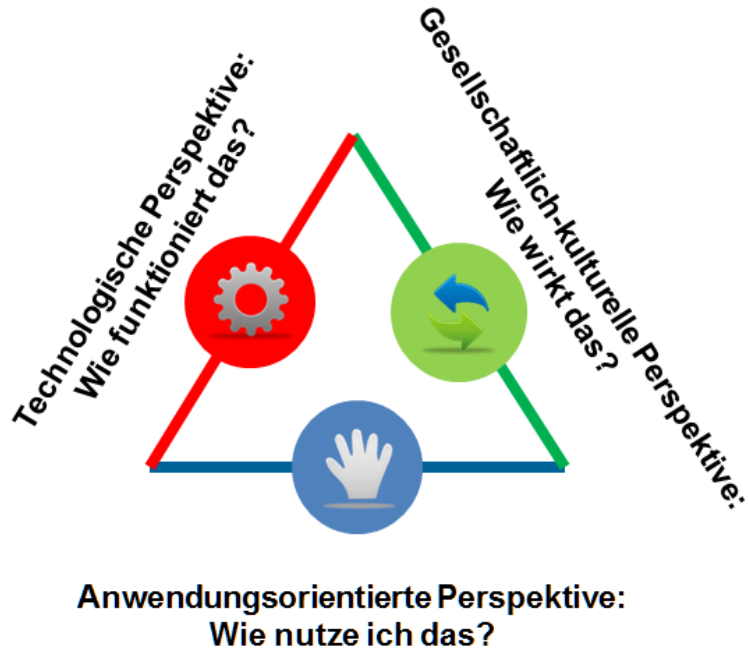 Technologische Perspektive:
Wie funktioniert das?
Gesellschaftlich-kulturelle Perspektive:
Wie wirkt das?
Anwendungsorientierte Perspektive:
Wie nutze ich das?